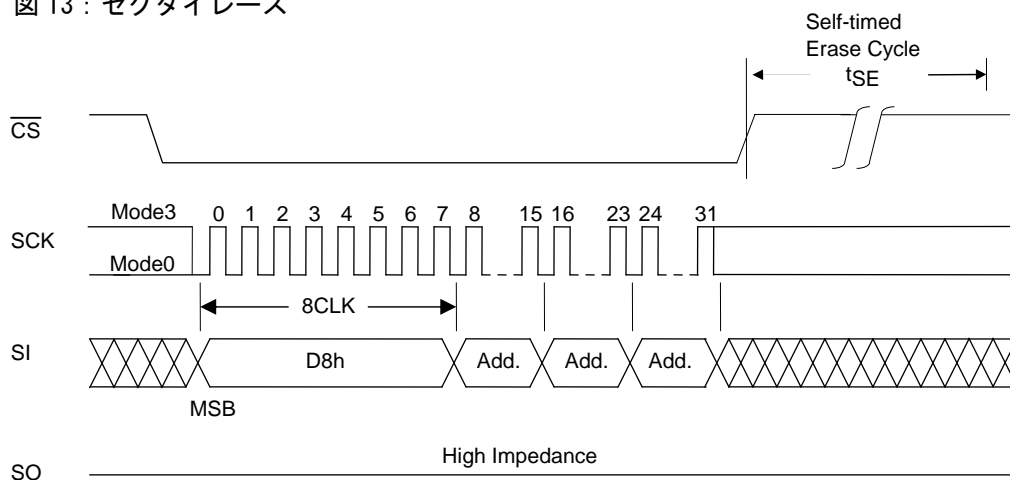 図 13 : セクタイレーズ
Self-timed
Erase Cycle
tSE
CS
Mode3
0 1 2 3 4 5 6 7 8 15 16 23 24 31
SCK
Mode0
8CLK
SI
D8h Add. Add. Add.
MSB
High Impedance
SO